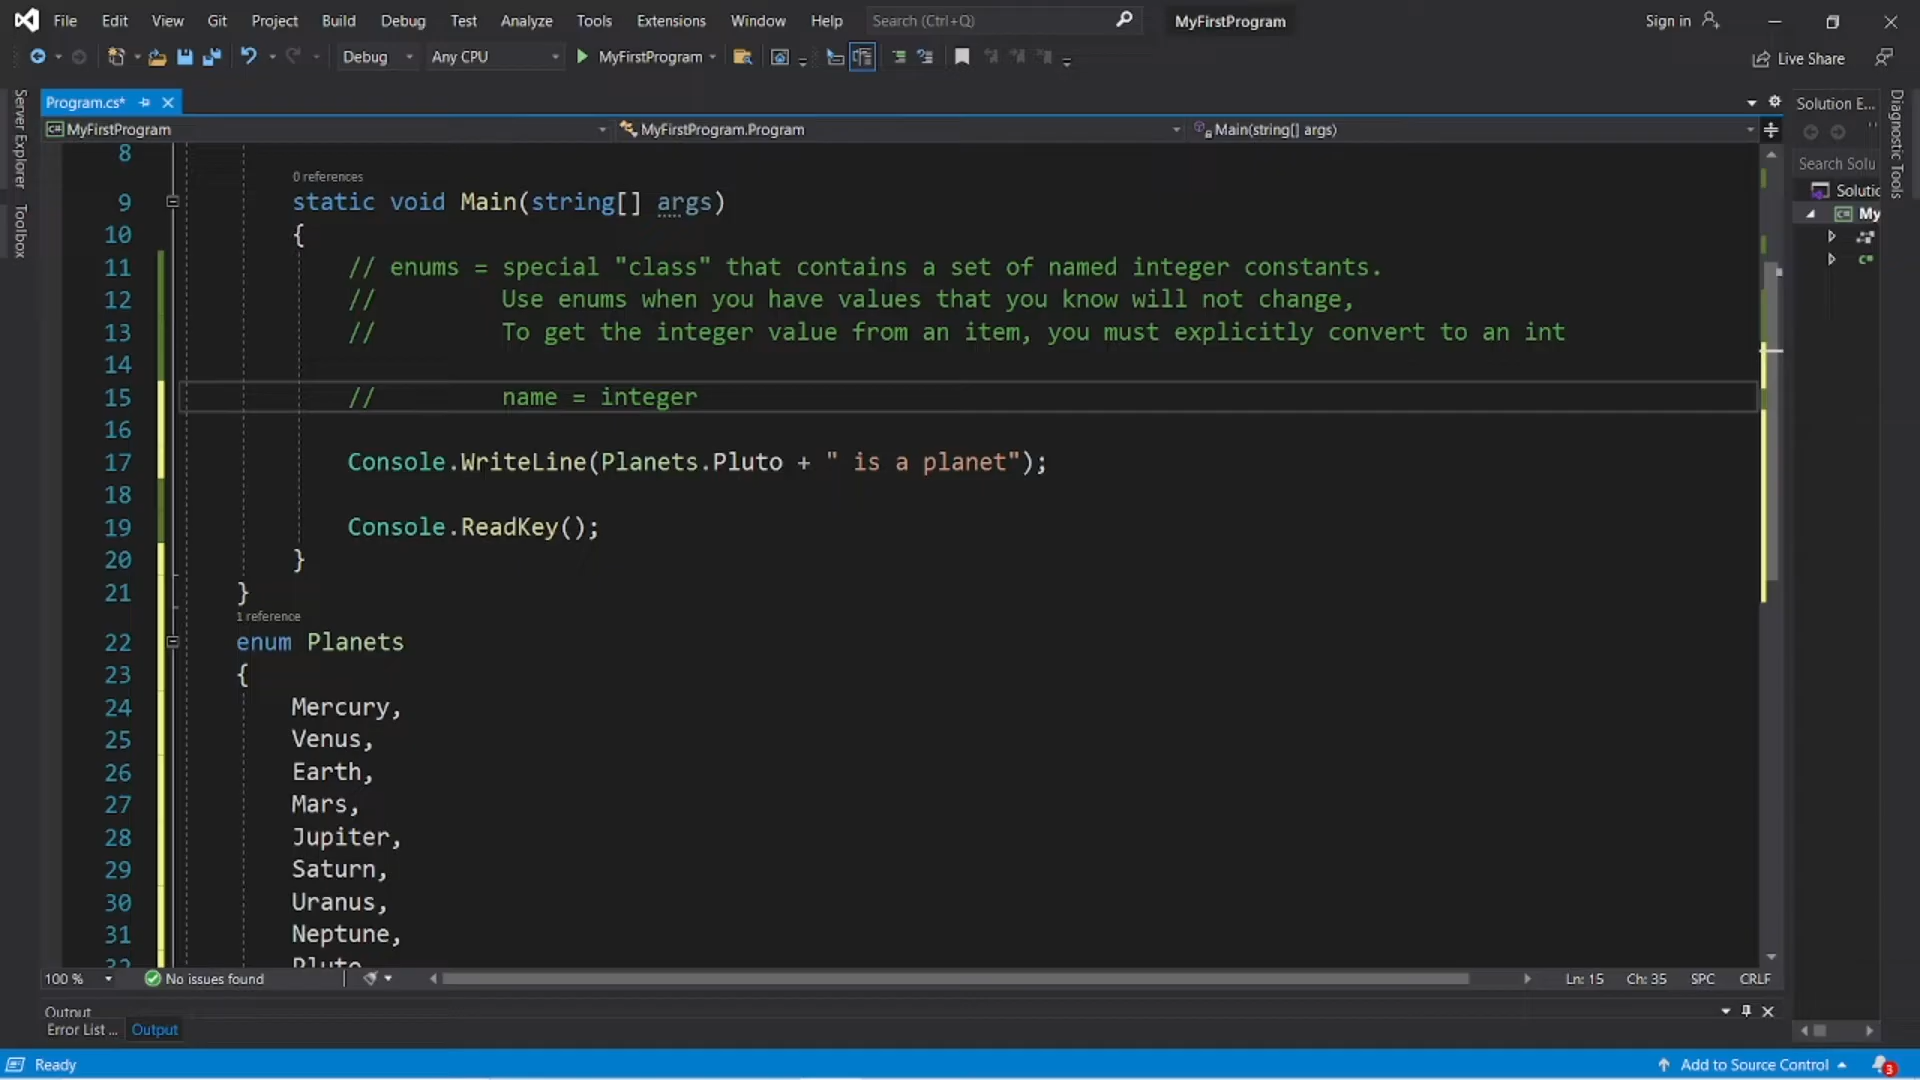 File Edit View Git Project Build Debug Test Analyze Tools Extensions Window Help Search (Ctrl+Q) MyFirstProgram Sign in
Debug Any CPU MyFirstProgram Live Share
Program.cs* Solution E...
MyFirstProgram MyFirstProgram.Program Main(string[] args)
Server Explorer
Toolbox
Diagnostic Tools
Search Solu
Solutic
My
8
0 references
9 static void Main(string[] args)
10 {
11 // enums = special "class" that contains a set of named integer constants.
12 // Use enums when you have values that you know will not change,
13 // To get the integer value from an item, you must explicitly convert to an int
14
15 // name = integer
16
17 Console.WriteLine(Planets.Pluto + " is a planet");
18
19 Console.ReadKey();
20 }
21 }
1 reference
22 enum Planets
23 {
24 Mercury,
25 Venus,
26 Earth,
27 Mars,
28 Jupiter,
29 Saturn,
30 Uranus,
31 Neptune,
32 Pluto
100 % No issues found Ln: 15 Ch: 35 SPC CRLF
Output
Error List ... Output
Ready Add to Source Control 3